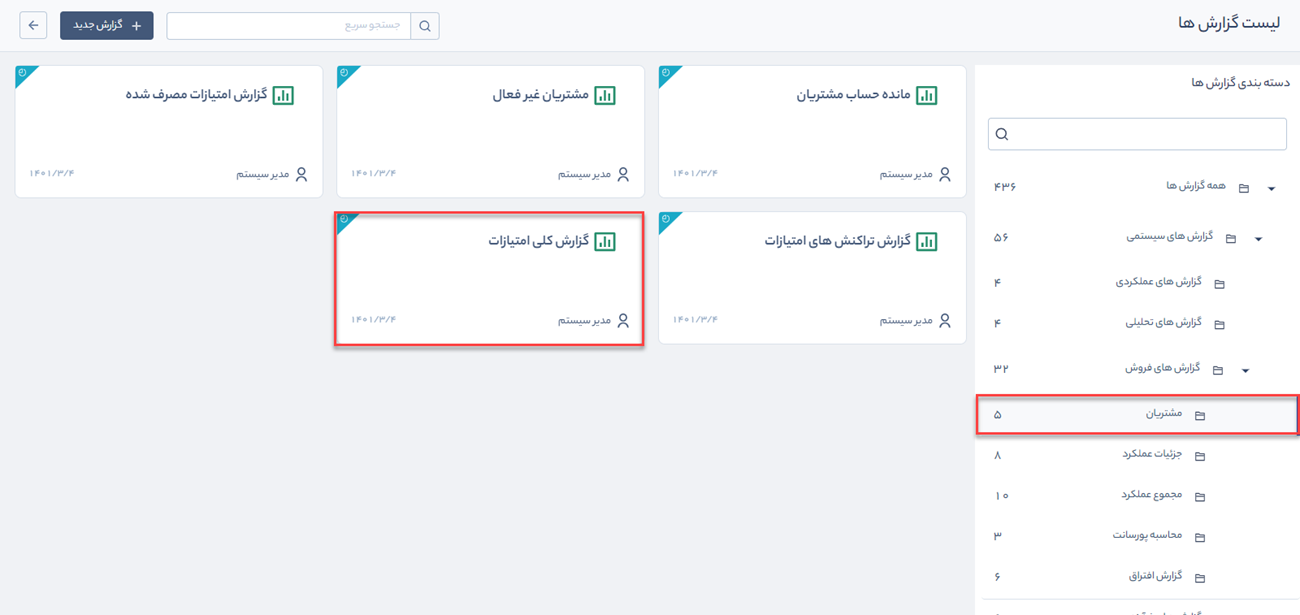 لیست گزارش ها
جستجو سریع
گزارش جدید
دسته بندی گزارش ها
همه گزارش ها ۴۳۶
گزارش های سیستمی ۵۶
گزارش های عملکردی ۴
گزارش های تحلیلی ۴
گزارش های فروش ۳۲
مشتریان ۵
جزئیات عملکرد ۸
مجموع عملکرد ۱۰
محاسبه پورسانت ۳
گزارش افتراق ۶
مانده حساب مشتریان
مدیر سیستم ۱۴۰۱/۳/۴
مشتریان غیر فعال
مدیر سیستم ۱۴۰۱/۳/۴
گزارش امتیازات مصرف شده
مدیر سیستم ۱۴۰۱/۳/۴
گزارش تراکنش های امتیازات
مدیر سیستم ۱۴۰۱/۳/۴
گزارش کلی امتیازات
مدیر سیستم ۱۴۰۱/۳/۴